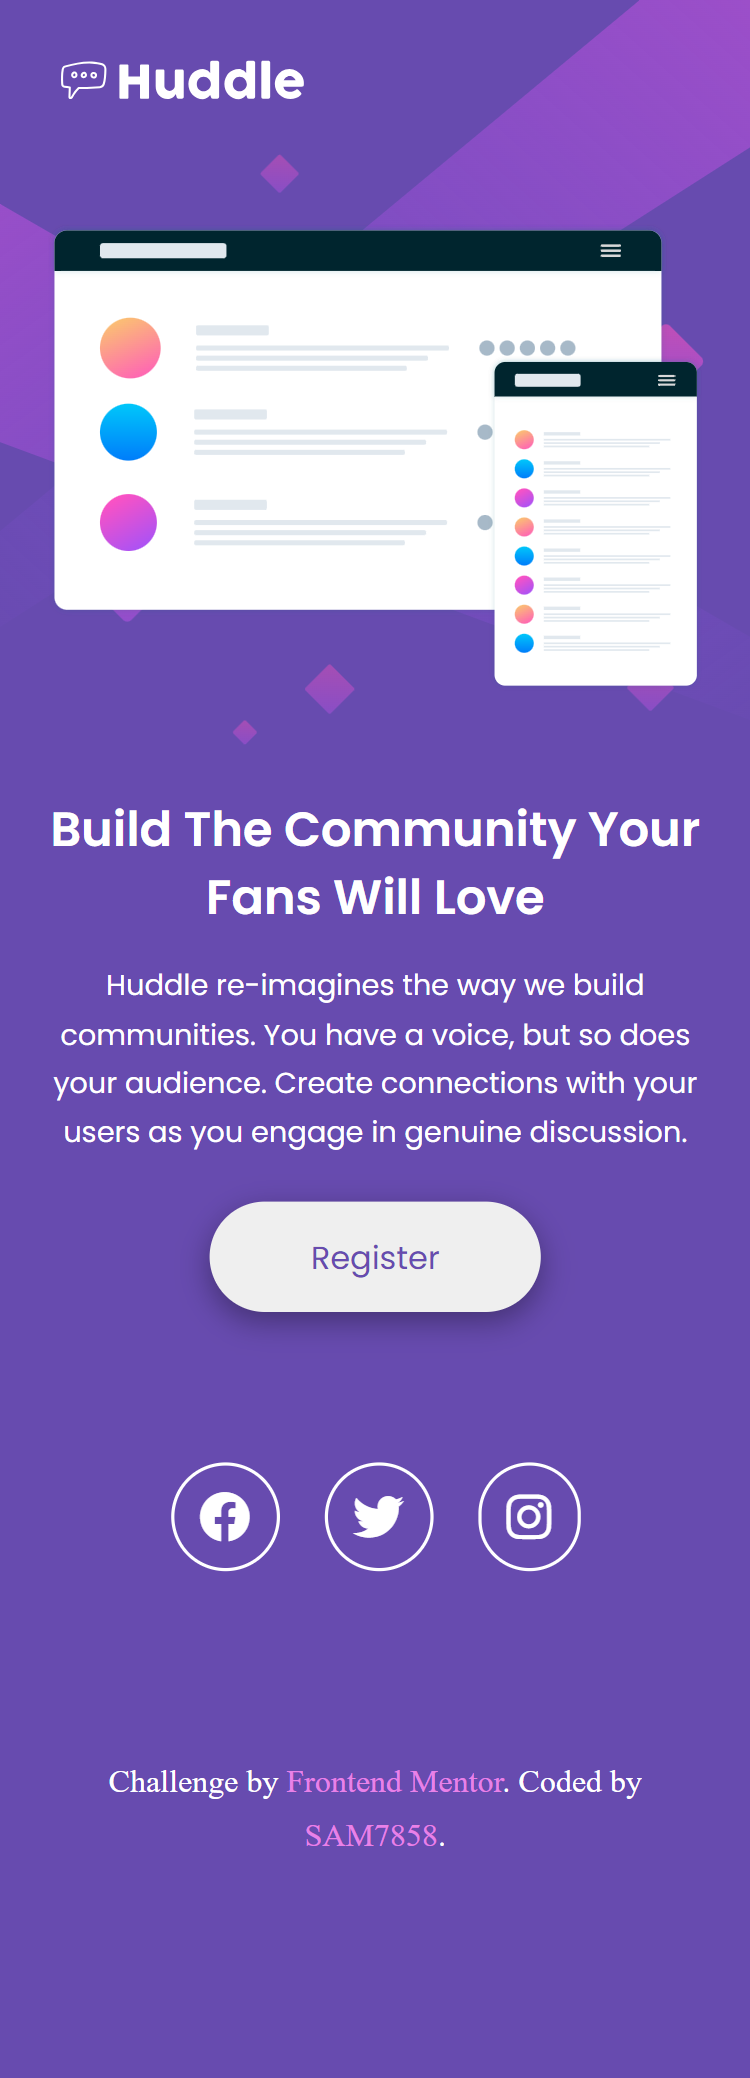 Huddle
Build The Community Your
Fans Will Love
Huddle re-imagines the way we build
communities. You have a voice, but so does
your audience. Create connections with your
users as you engage in genuine discussion.
Register
Challenge by Frontend Mentor. Coded by
SAM7858.